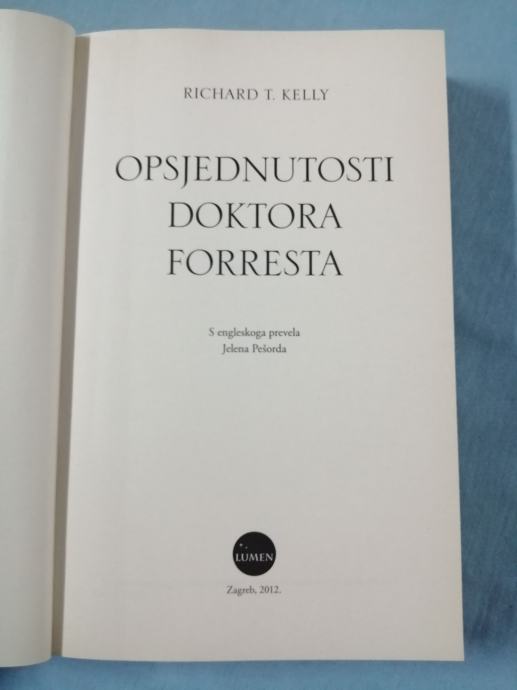 RICHARD T. KELLY
OPSJEDNUTOSTI
DOKTORA
FORRESTA
S engleskoga prevela
Jelena Pešorda
LUMEN
Zagreb, 2012.